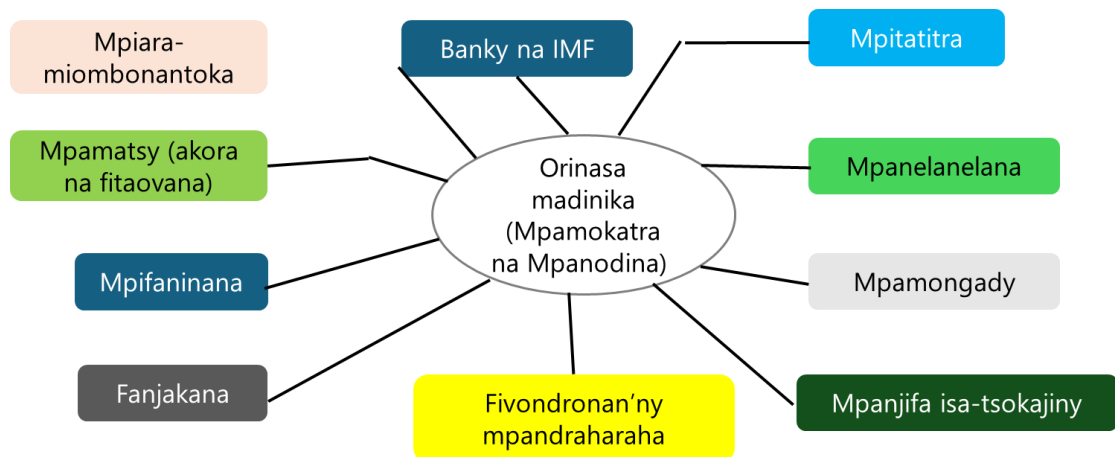 Mpiara-
miombonantoka
Banky na IMF
Mpitatitra
Mpamatsy (akora
na fitaovana)
Orinasa
madinika
(Mpamokatra
na Mpanodina)
Mpanelanelana
Mpifaninana
Mpamongady
Fanjakana
Fivondronan’ny
mpandraharaha
Mpanjifa isa-tsokajiny